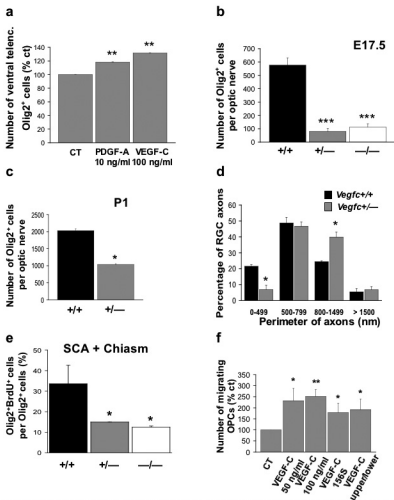 a
Number of ventral telenc.
Olig2⁺ cells (% ct)
140
120
100
80
60
40
20
0
**
**
CT
PDGF-A
10 ng/ml
VEGF-C
100 ng/ml
b
E17.5
Number of Olig2⁺ cells
per optic nerve
700
600
500
400
300
200
100
0
***
***
+/+
+/—
—/—
c
P1
Number of Olig2⁺ cells
per optic nerve
2500
2000
1500
1000
500
0
*
+/+
+/—
d
Vegfc+/+
Vegfc+/—
Percentage of RGC axons
60
50
40
30
20
10
0
*
*
0-499
500-799
800-1499
> 1500
Perimeter of axons (nm)
e
SCA + Chiasm
Olig2⁺BrdU⁺ cells
per Olig2⁺ cells (%)
50
40
30
20
10
0
*
*
+/+
+/—
—/—
f
Number of migrating
OPCs (% ct)
350
300
250
200
150
100
50
0
*
**
*
*
CT
VEGF-C
50 ng/ml
VEGF-C
100 ng/ml
VEGF-C
156S
VEGF-C
upper/lower